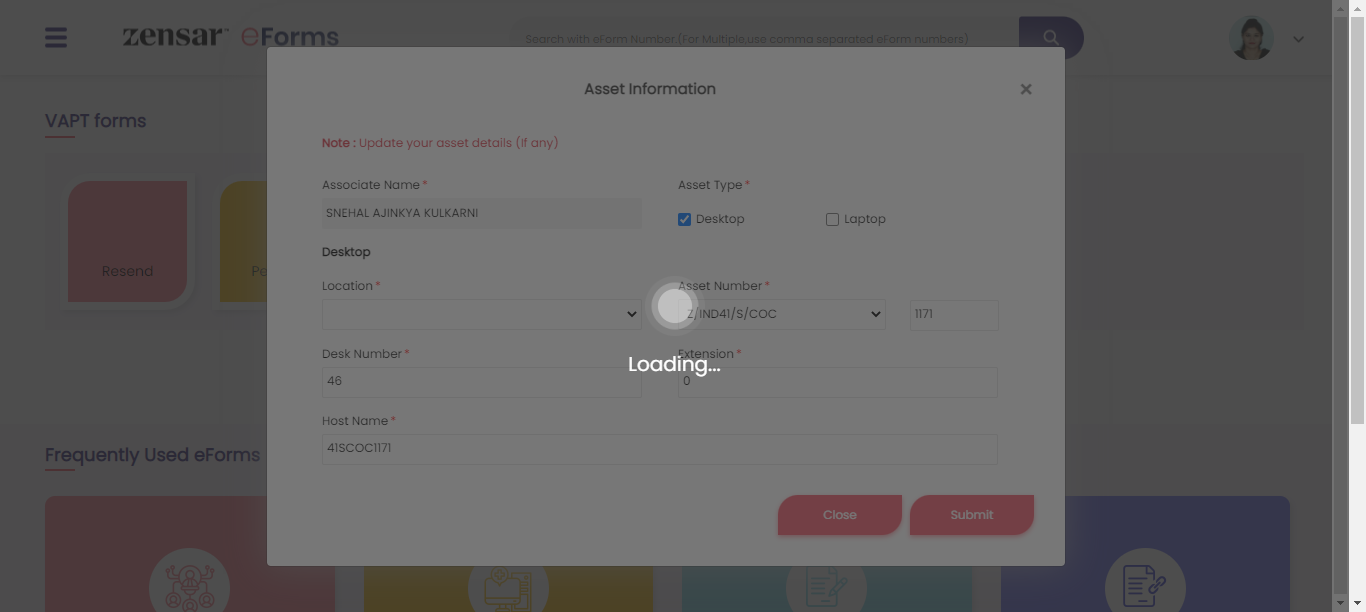 zensar™ eForms
Search with eForm Number.(For Multiple,use comma separated eForm numbers)
Asset Information
×
VAPT forms
Note : Update your asset details (If any)
Associate Name *
Asset Type *
SNEHAL AJINKYA KULKARNI
Desktop
Laptop
Desktop
Resend
Pe
Location *
Asset Number *
Z/IND41/S/COC
1171
Desk Number *
Extension *
Loading...
46
0
Host Name *
41SCOC1171
Frequently Used eForms
Close
Submit